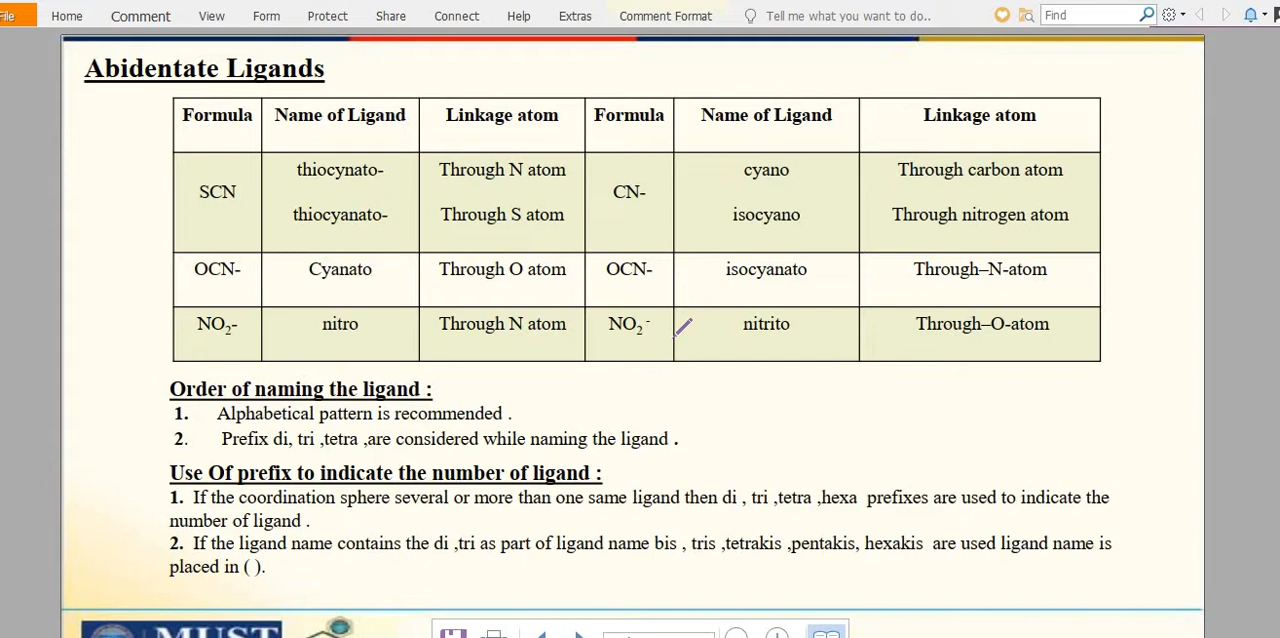 File Home Comment View Form Protect Share Connect Help Extras Comment Format Tell me what you want to do.. Find
Abidentate Ligands
Formula Name of Ligand Linkage atom Formula Name of Ligand Linkage atom
SCN thiocynato- Through N atom CN- cyano Through carbon atom
thiocyanato- Through S atom isocyano Through nitrogen atom
OCN- Cyanato Through O atom OCN- isocyanato Through–N-atom
NO₂- nitro Through N atom NO₂⁻ nitrito Through–O-atom
Order of naming the ligand :
1. Alphabetical pattern is recommended .
2. Prefix di, tri ,tetra ,are considered while naming the ligand .
Use Of prefix to indicate the number of ligand :
1. If the coordination sphere several or more than one same ligand then di , tri ,tetra ,hexa prefixes are used to indicate the
number of ligand .
2. If the ligand name contains the di ,tri as part of ligand name bis , tris ,tetrakis ,pentakis, hexakis are used ligand name is
placed in ( ).
MUST